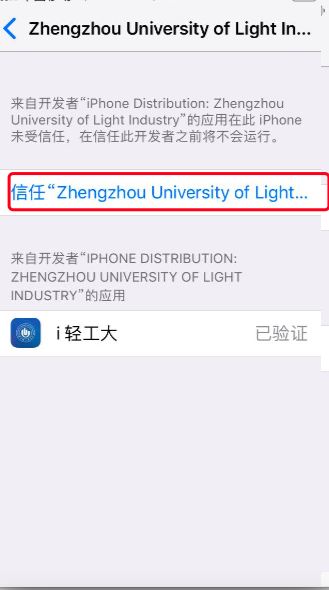 Zhengzhou University of Light In...
来自开发者“iPhone Distribution: Zhengzhou
University of Light Industry”的应用在此 iPhone
未受信任，在信任此开发者之前将不会运行。
信任“Zhengzhou University of Light...
来自开发者“IPHONE DISTRIBUTION:
ZHENGZHOU UNIVERSITY OF LIGHT
INDUSTRY”的应用
i 轻工大
已验证